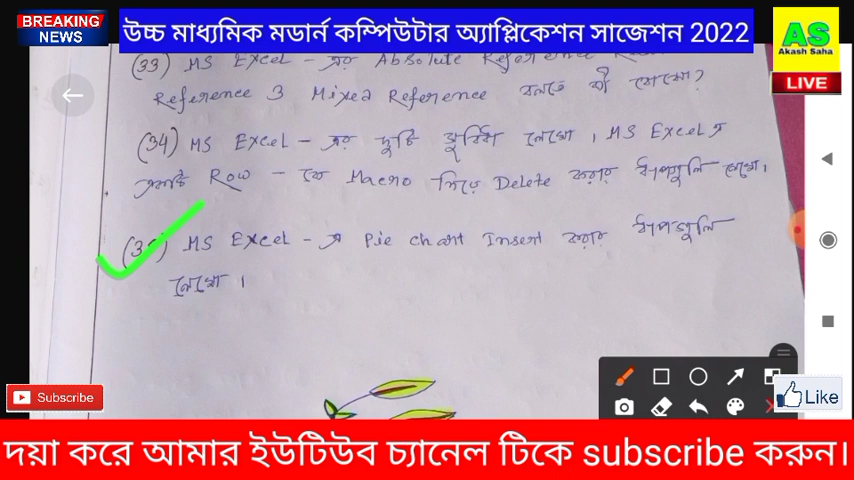 BREAKING
NEWS
উচ্চ মাধ্যমিক মডার্ন কম্পিউটার অ্যাপ্লিকেশন সাজেশন 2022
AS
Akash Saha
LIVE
(33) MS Excel - এর Absolute Reference
Reference ও Mixed Reference বলতে কী বোঝো?
(34) MS Excel - এর দুটি সুবিধা লেখো। MS Excel এ
একটি Row - কে Macro দিয়ে Delete করার ধাপগুলি লেখো।
MS Excel - এ Pie chart Insert করার ধাপগুলি
লেখো।
Subscribe
Like
দয়া করে আমার ইউটিউব চ্যানেল টিকে subscribe করুন।